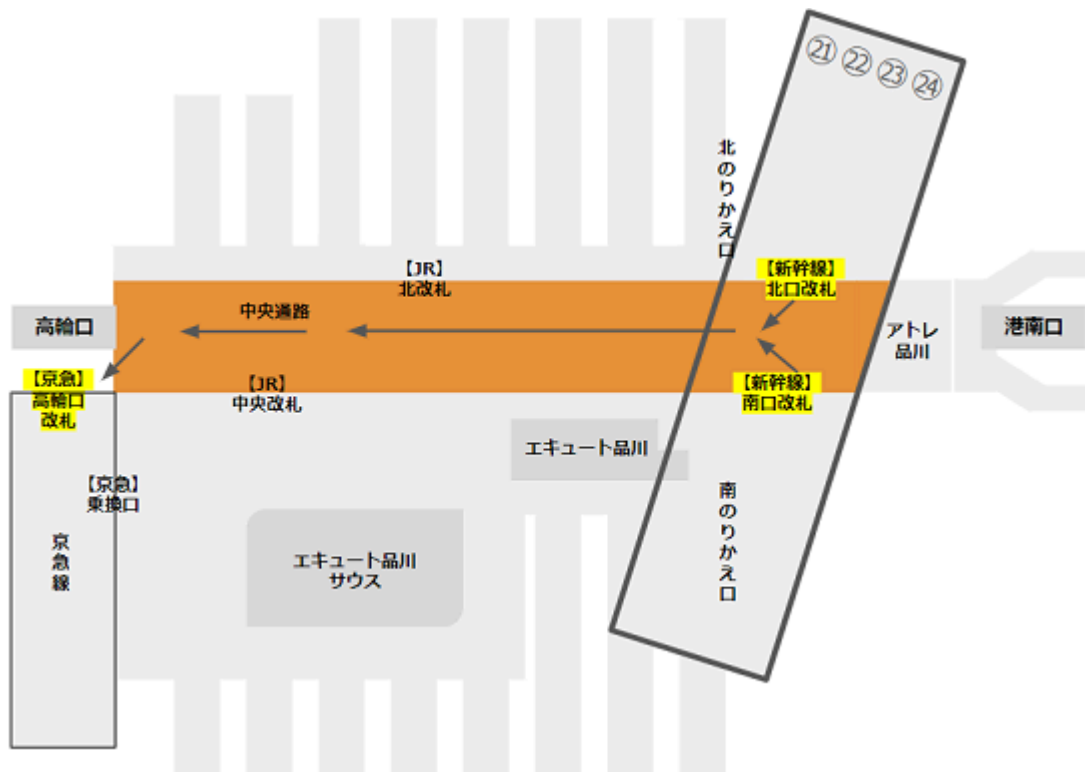 ㉑ ㉒ ㉓ ㉔
北のりかえ口
【JR】
北改札
【新幹線】
北口改札
中央通路
高輪口
アトレ
品川
港南口
【京急】
高輪口
改札
【JR】
中央改札
【新幹線】
南口改札
エキュート品川
【京急】
乗換口
南のりかえ口
京急線
エキュート品川
サウス